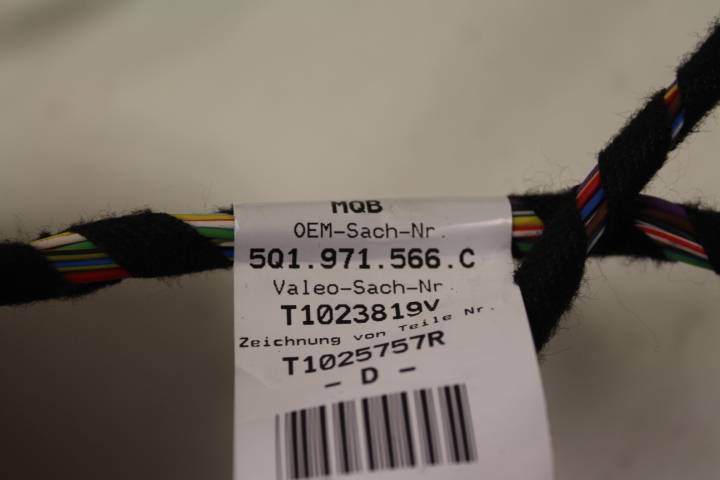 MQB
OEM-Sach-Nr.
5Q1.971.566.C
Valeo-Sach-Nr.
T1023819V
Zeichnung von Teile Nr.
T1025757R
- D -